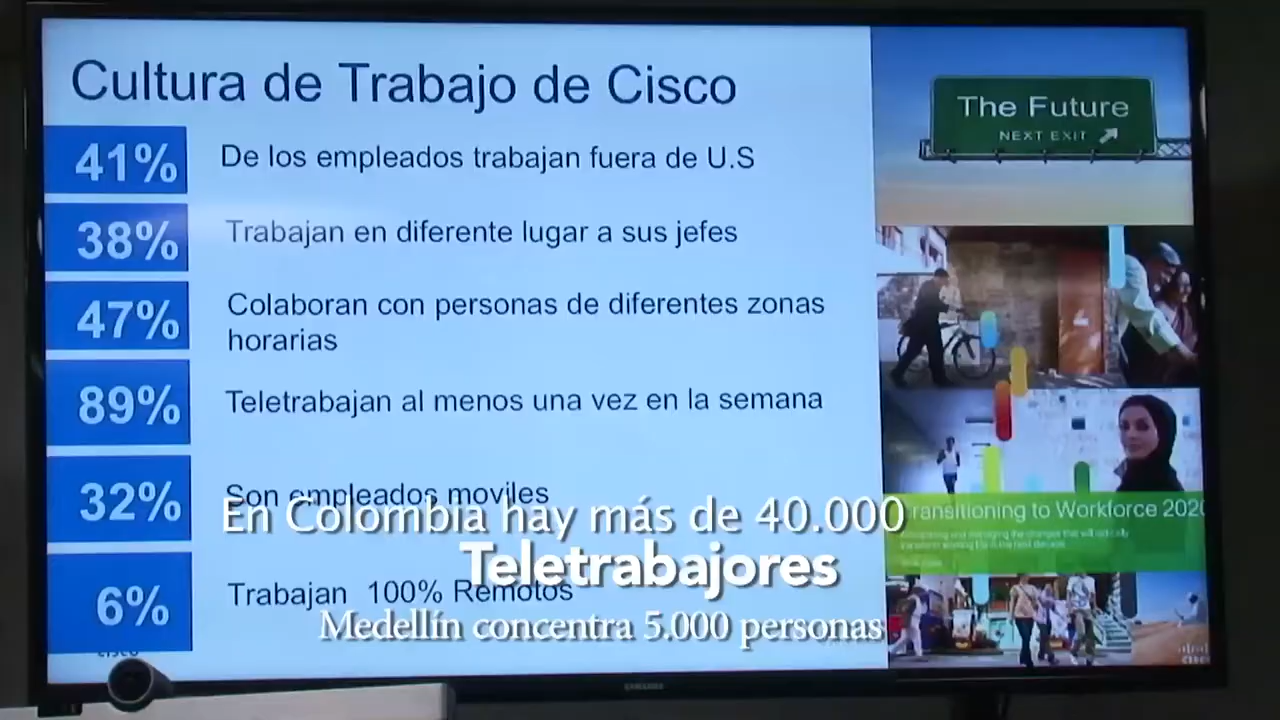 Cultura de Trabajo de Cisco
41% De los empleados trabajan fuera de U.S
38% Trabajan en diferente lugar a sus jefes
47% Colaboran con personas de diferentes zonas
horarias
89% Teletrabajan al menos una vez en la semana
32% Son empleados moviles
6% Trabajan 100% Remotos
The Future
NEXT EXIT
ransitioning to Workforce 2020
En Colombia hay más de 40.000
Teletrabajores
Medellín concentra 5.000 personas
CISCO
SAMSUNG